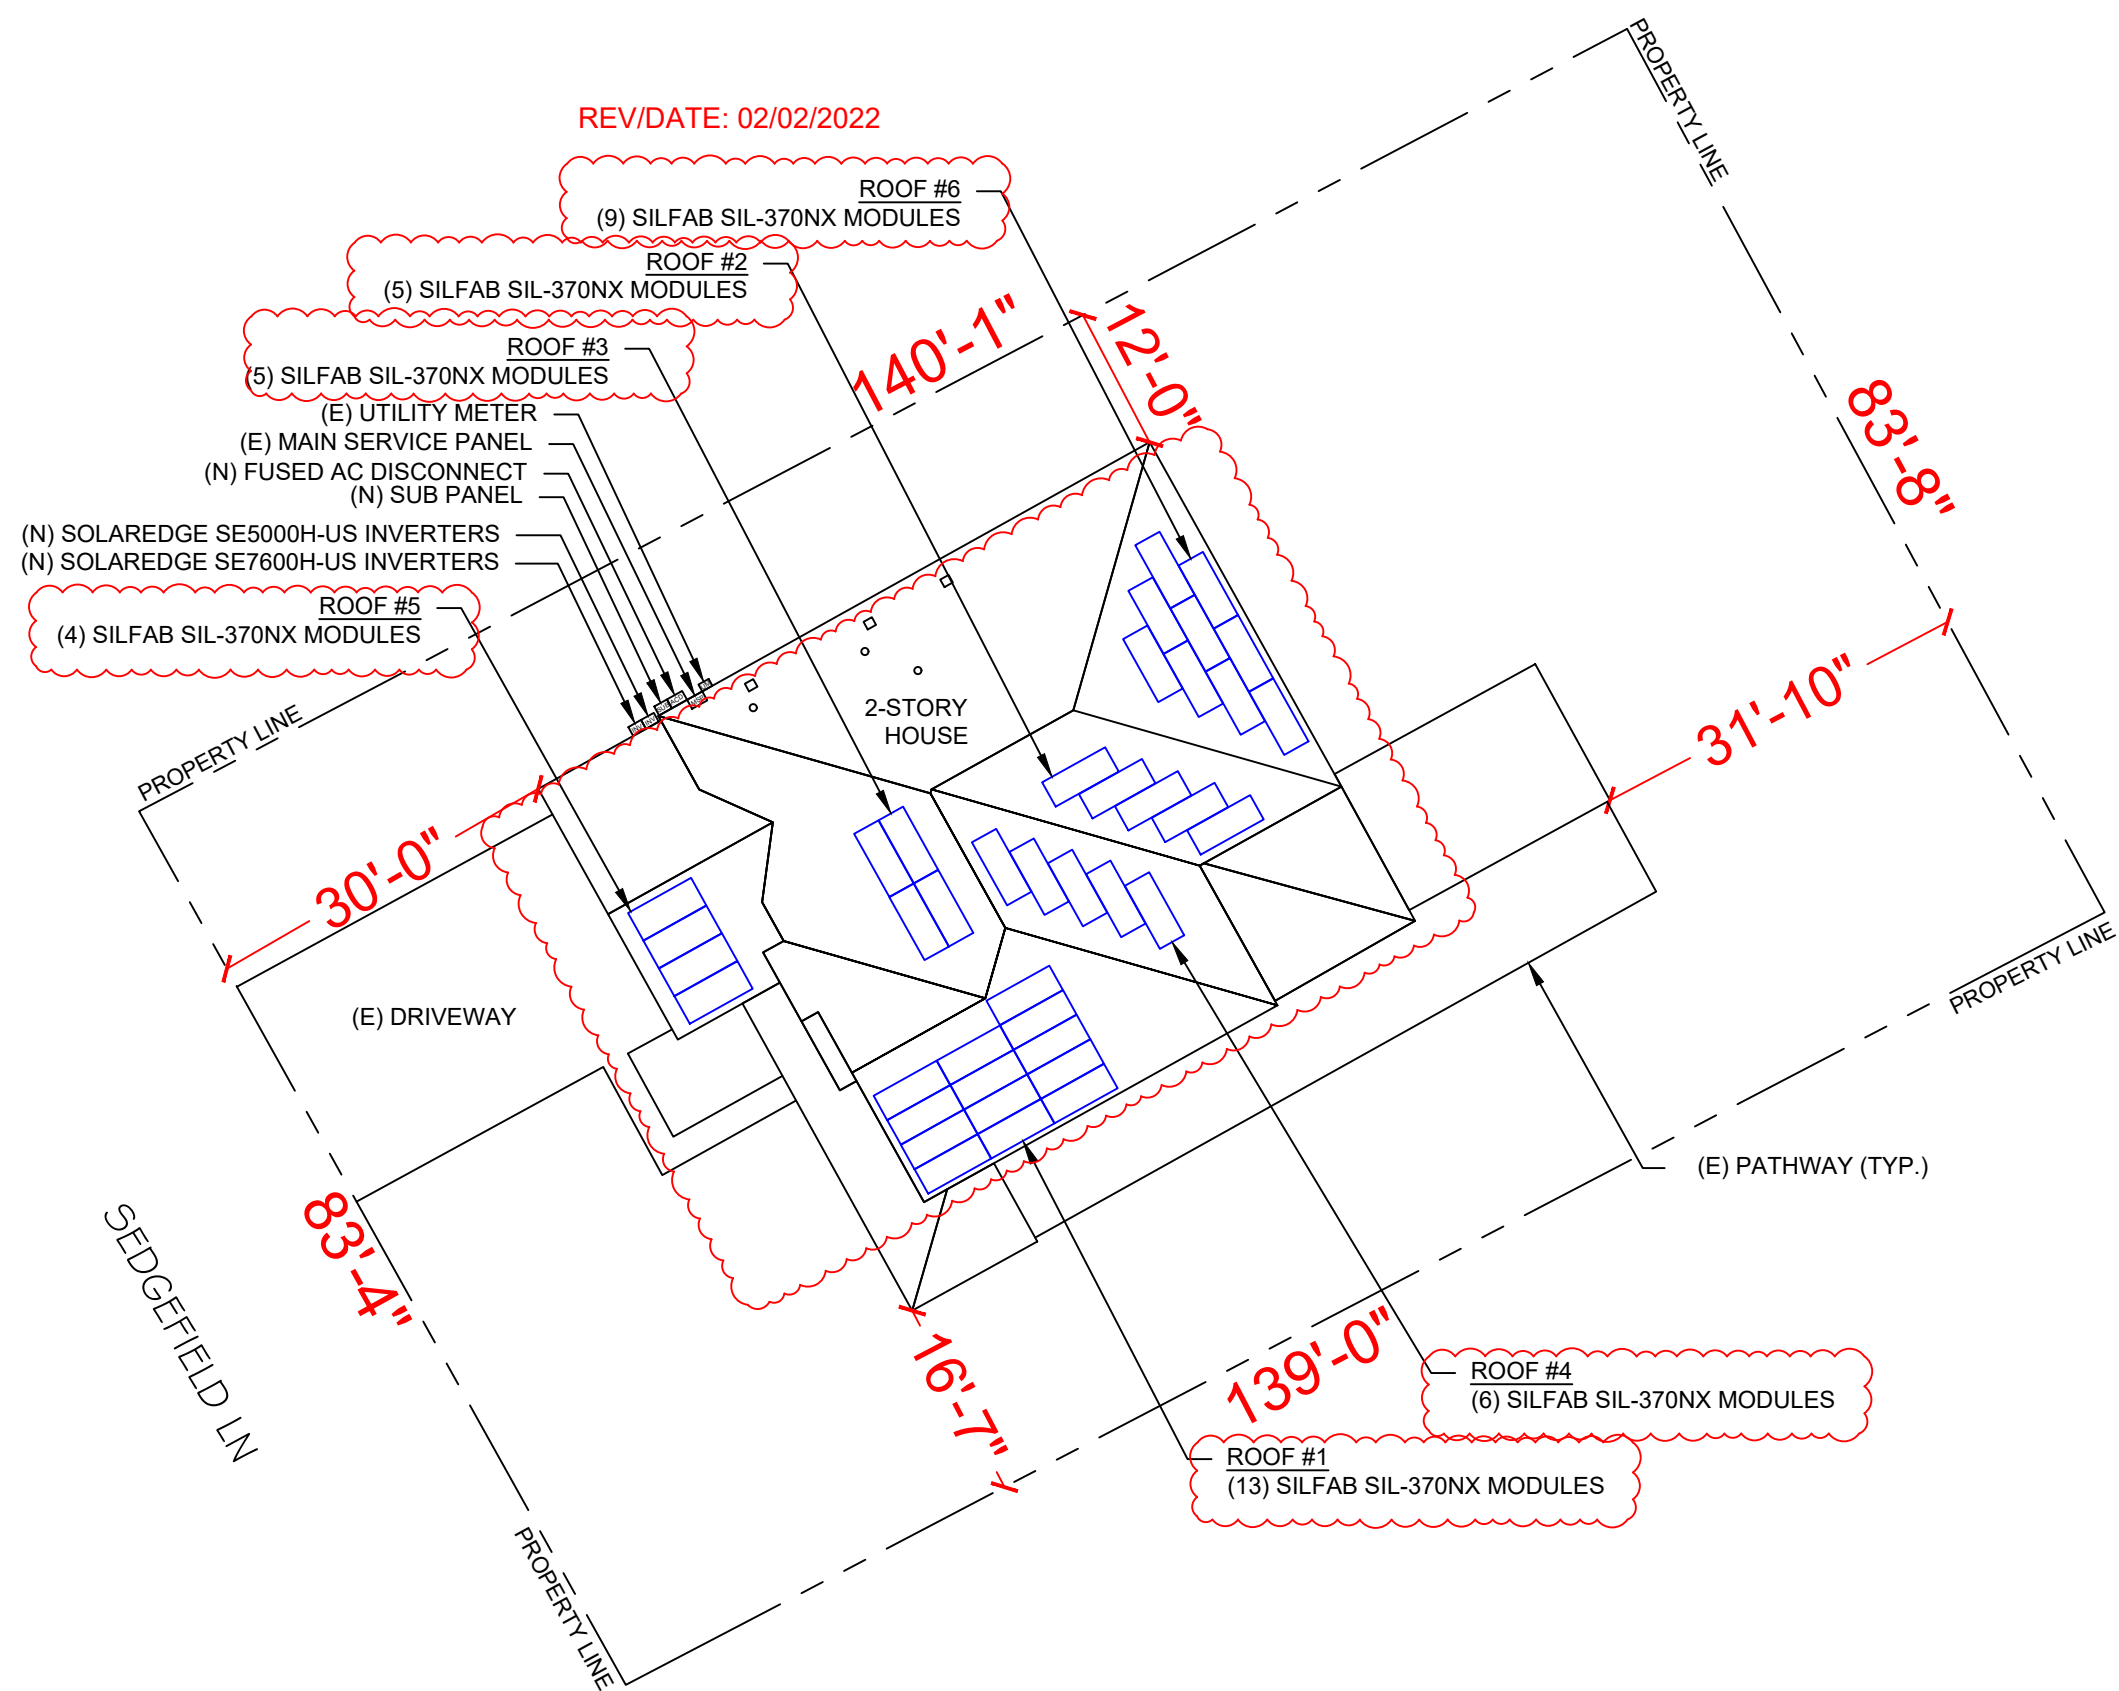 REV/DATE: 02/02/2022
ROOF #6
(9) SILFAB SIL-370NX MODULES
ROOF #2
(5) SILFAB SIL-370NX MODULES
ROOF #3
(5) SILFAB SIL-370NX MODULES
(E) UTILITY METER
(E) MAIN SERVICE PANEL
(N) FUSED AC DISCONNECT
(N) SUB PANEL
(N) SOLAREDGE SE5000H-US INVERTERS
(N) SOLAREDGE SE7600H-US INVERTERS
ROOF #5
(4) SILFAB SIL-370NX MODULES
PROPERTY LINE
140'-1"
12'-0"
83'-8"
PROPERTY LINE
INV
INV
SUB
ACD
MSP
2-STORY
HOUSE
31'-10"
30'-0"
(E) DRIVEWAY
PROPERTY LINE
(E) PATHWAY (TYP.)
SEDGEFIELD LN
83'-4"
16'-7"
139'-0"
ROOF #4
(6) SILFAB SIL-370NX MODULES
ROOF #1
(13) SILFAB SIL-370NX MODULES
PROPERTY LINE